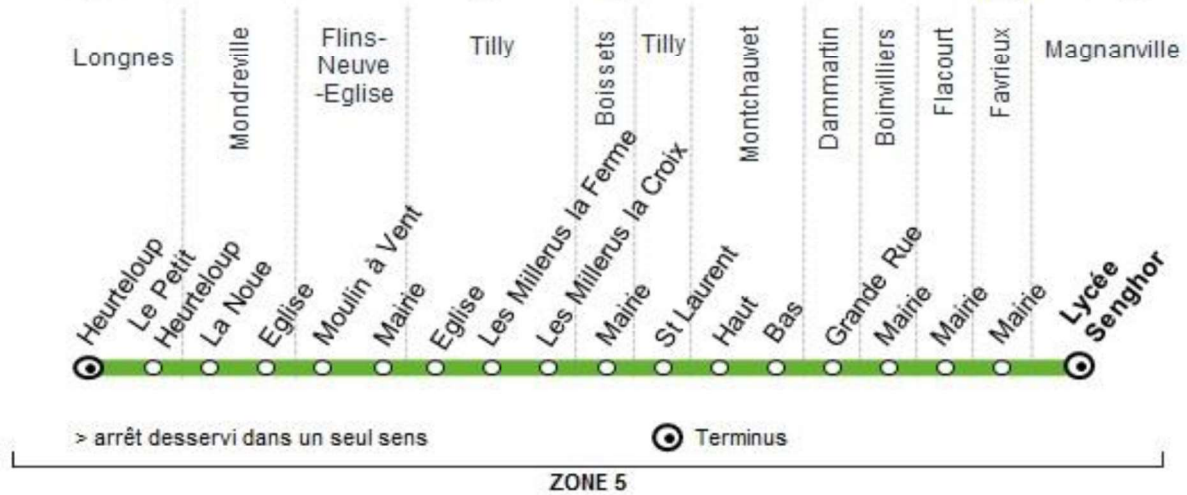 Longnes
Mondreville
Flins-
Neuve
-Eglise
Tilly
Boissets
Tilly
Montchauvet
Dammartin
Boinvilliers
Flacourt
Favrieux
Magnanville
Heurteloup
Le Petit
Heurteloup
La Noue
Eglise
Moulin à Vent
Mairie
Eglise
Les Millerus la Ferme
Les Millerus la Croix
Mairie
St Laurent
Haut
Bas
Grande Rue
Mairie
Mairie
Mairie
Lycée
Senghor
> arrêt desservi dans un seul sens
Terminus
ZONE 5